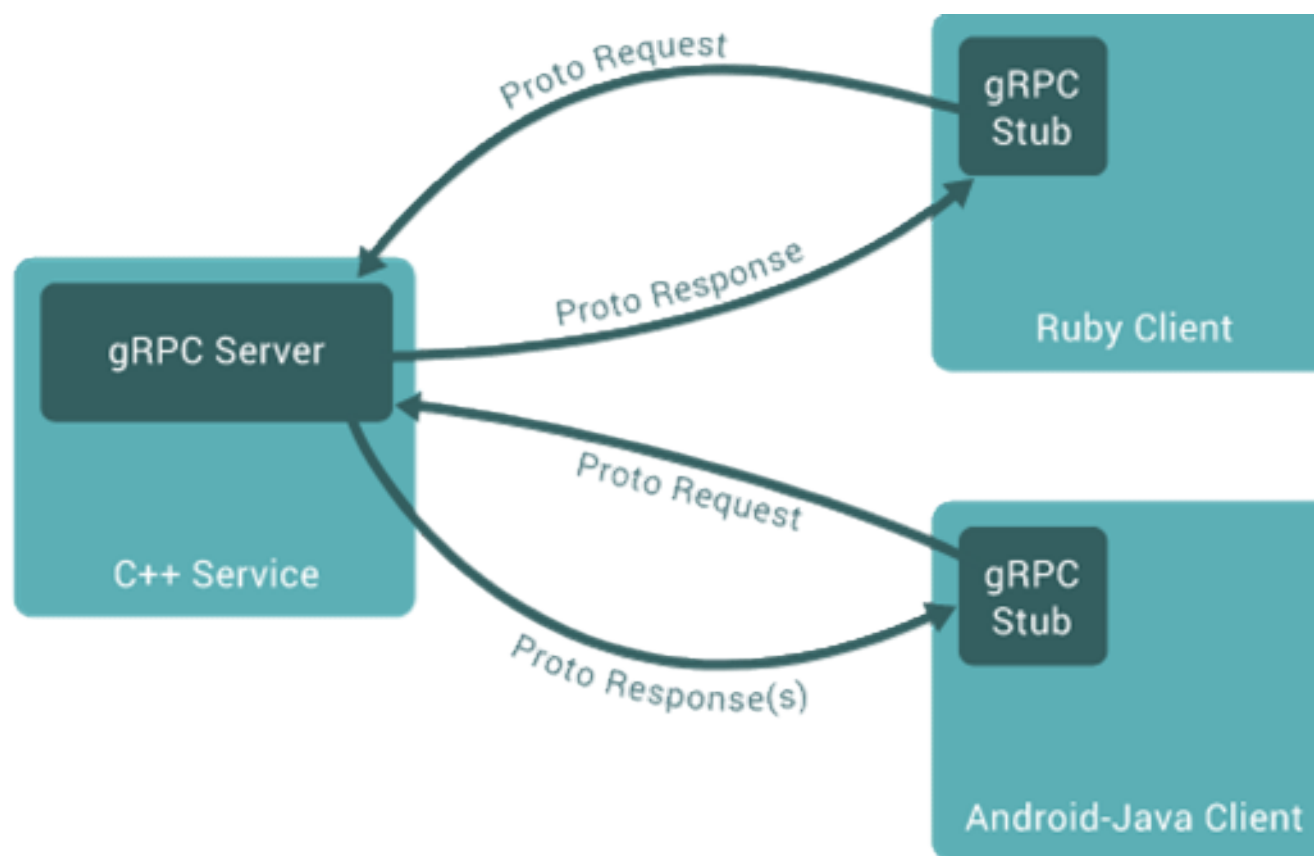 Proto Request
gRPC
Stub
Proto Response
Ruby Client
gRPC Server
C++ Service
Proto Request
gRPC
Stub
Proto Response(s)
Android-Java Client